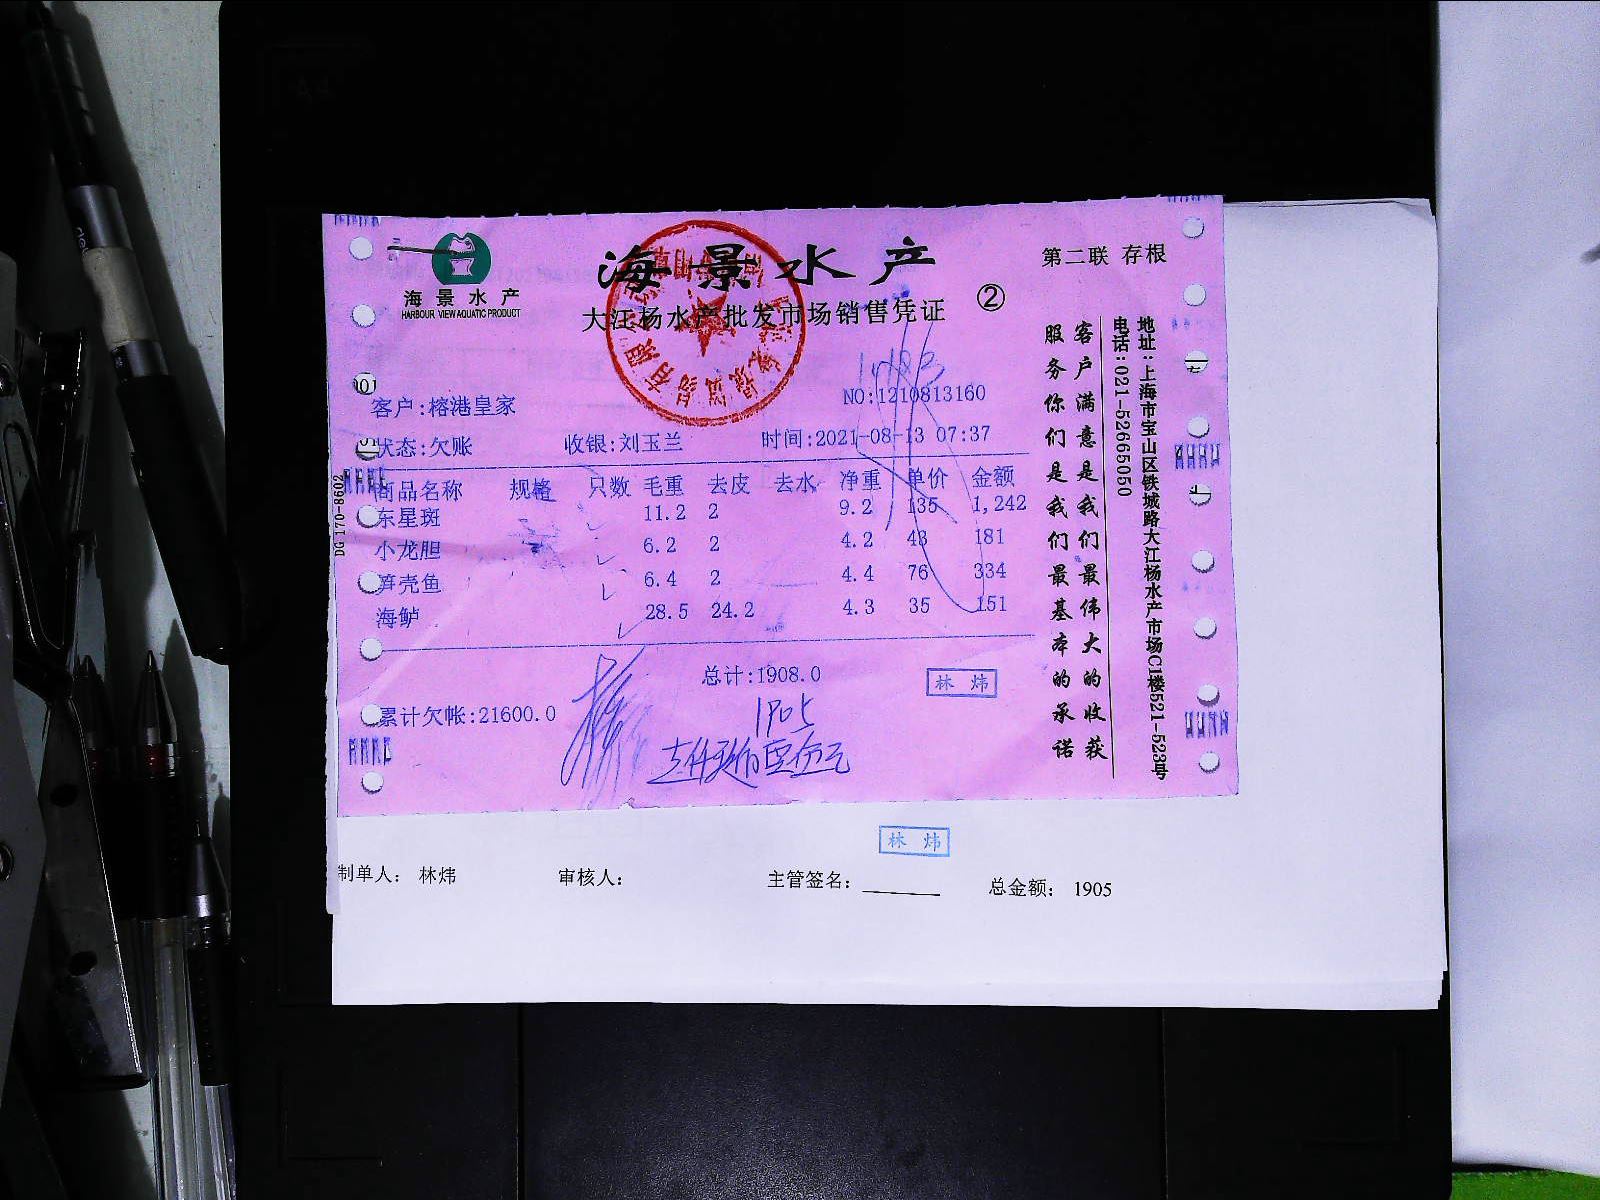 海景水产
HARBOUR VIEW AQUATIC PRODUCT
海景水产
第二联 存根
大江杨水产批发市场销售凭证 ②
NO:1210813160
客户:榕港皇家
状态:欠账 收银:刘玉兰 时间:2021-08-13 07:37
商品名称 规格 只数 毛重 去皮 去水 净重 单价 金额
东星斑 11.2 2 9.2 135 1,242
小龙胆 6.2 2 4.2 43 181
笋壳鱼 6.4 2 4.4 76 334
海鲈 28.5 24.2 4.3 35 151
总计:1908.0
林 炜
累计欠帐:21600.0
1905
客户满意是我们最伟大的收获
服务你们是我们最基本的承诺
地址:上海市宝山区铁城路大江杨水产市场C1楼521-523号
电话:021-52665050
DG 170-8602
林 炜
制单人: 林炜 审核人: 主管签名: 总金额: 1905